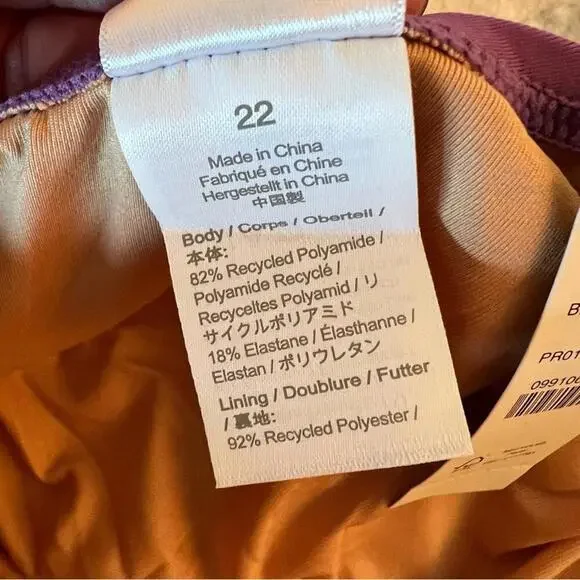 22
Made in China
Fabriqué en Chine
Hergestellt in China
中国製
Body / Corps / Oberteil /
本体:
82% Recycled Polyamide /
Polyamide Recyclé /
Recyceltes Polyamid / リ
サイクルポリアミド
18% Elastane / Élasthanne /
Elastan / ポリウレタン
Lining / Doublure / Futter
/ 裏地:
92% Recycled Polyester /
PR01
099106